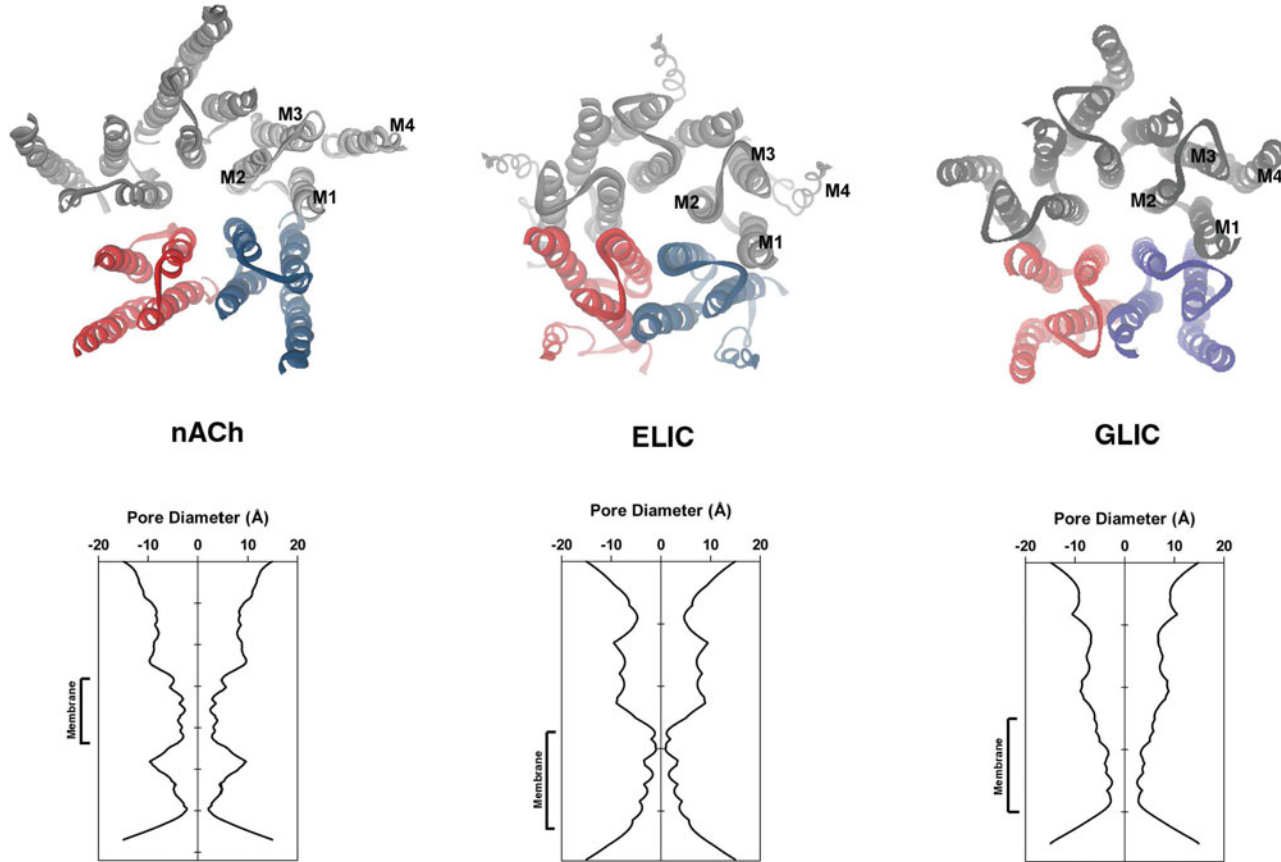 M3
M4
M2
M1
M3
M4
M2
M1
M3
M4
M2
M1
nACh
ELIC
GLIC
Pore Diameter (Å)
-20 -10 0 10 20
Membrane
Pore Diameter (Å)
-20 -10 0 10 20
Membrane
Pore Diameter (Å)
-20 -10 0 10 20
Membrane